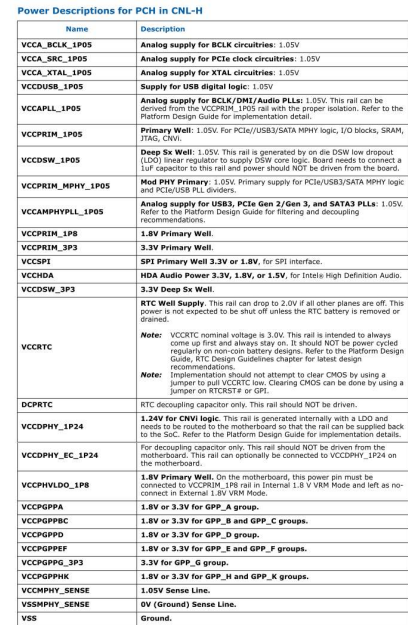 Power Descriptions for PCH in CNL-H
Name Description
VCCA_BCLK_1P05 Analog supply for BCLK circuitries: 1.05V
VCCA_SRC_1P05 Analog supply for PCIe clock circuitries: 1.05V
VCCA_XTAL_1P05 Analog supply for XTAL circuitries: 1.05V
VCCDUSB_1P05 Supply for USB digital logic: 1.05V
VCCAPLL_1P05 Analog supply for BCLK/DMI/Audio PLLs: 1.05V. This rail can be
derived from the VCCPRIM_1P05 rail with the proper isolation. Refer to the
Platform Design Guide for implementation detail.
VCCPRIM_1P05 Primary Well: 1.05V. For PCIe//USB3/SATA MPHY logic, I/O blocks, SRAM,
JTAG, CNVi.
VCCDSW_1P05 Deep Sx Well: 1.05V. This rail is generated by on die DSW low dropout
(LDO) linear regulator to supply DSW core logic. Board needs to connect a
1uF capacitor to this rail and power should NOT be driven from the board.
VCCPRIM_MPHY_1P05 Mod PHY Primary: 1.05V. Primary supply for PCIe/USB3/SATA MPHY logic
and PCIe/USB PLL dividers.
VCCAMPHYPLL_1P05 Analog supply for USB3, PCIe Gen 2/Gen 3, and SATA3 PLLs: 1.05V.
Refer to the Platform Design Guide for filtering and decoupling
recommendations.
VCCPRIM_1P8 1.8V Primary Well.
VCCPRIM_3P3 3.3V Primary Well.
VCCSPI SPI Primary Well 3.3V or 1.8V, for SPI interface.
VCCHDA HDA Audio Power 3.3V, 1.8V, or 1.5V, for Intel® High Definition Audio.
VCCDSW_3P3 3.3V Deep Sx Well.
VCCRTC RTC Well Supply. This rail can drop to 2.0V if all other planes are off. This
power is not expected to be shut off unless the RTC battery is removed or
drained.
Note: VCCRTC nominal voltage is 3.0V. This rail is intended to always
come up first and always stay on. It should NOT be power cycled
regularly on non-coin battery designs. Refer to the Platform Design
Guide, RTC Design Guidelines chapter for latest design
recommendations.
Note: Implementation should not attempt to clear CMOS by using a
jumper to pull VCCRTC low. Clearing CMOS can be done by using a
jumper on RTCRST# or GPI.
DCPRTC RTC decoupling capacitor only. This rail should NOT be driven.
VCCDPHY_1P24 1.24V for CNVi logic. This rail is generated internally with a LDO and
needs to be routed to the motherboard so that the rail can be supplied back
to the SoC. Refer to the Platform Design Guide for implementation details.
VCCDPHY_EC_1P24 For decoupling capacitor only. This rail should NOT be driven from the
motherboard. This rail can optionally be connected to VCCDPHY_1P24 on
the motherboard.
VCCPHVLDO_1P8 1.8V Primary Well. On the motherboard, this power pin must be
connected to VCCPRIM_1P8 rail in Internal 1.8 V VRM Mode and left as no-
connect in External 1.8V VRM Mode.
VCCPGPPA 1.8V or 3.3V for GPP_A group.
VCCPGPPBC 1.8V or 3.3V for GPP_B and GPP_C groups.
VCCPGPPD 1.8V or 3.3V for GPP_D group.
VCCPGPPEF 1.8V or 3.3V for GPP_E and GPP_F groups.
VCCPGPPG_3P3 3.3V for GPP_G group.
VCCPGPPHK 1.8V or 3.3V for GPP_H and GPP_K groups.
VCCMPHY_SENSE 1.05V Sense Line.
VSSMPHY_SENSE 0V (Ground) Sense Line.
VSS Ground.